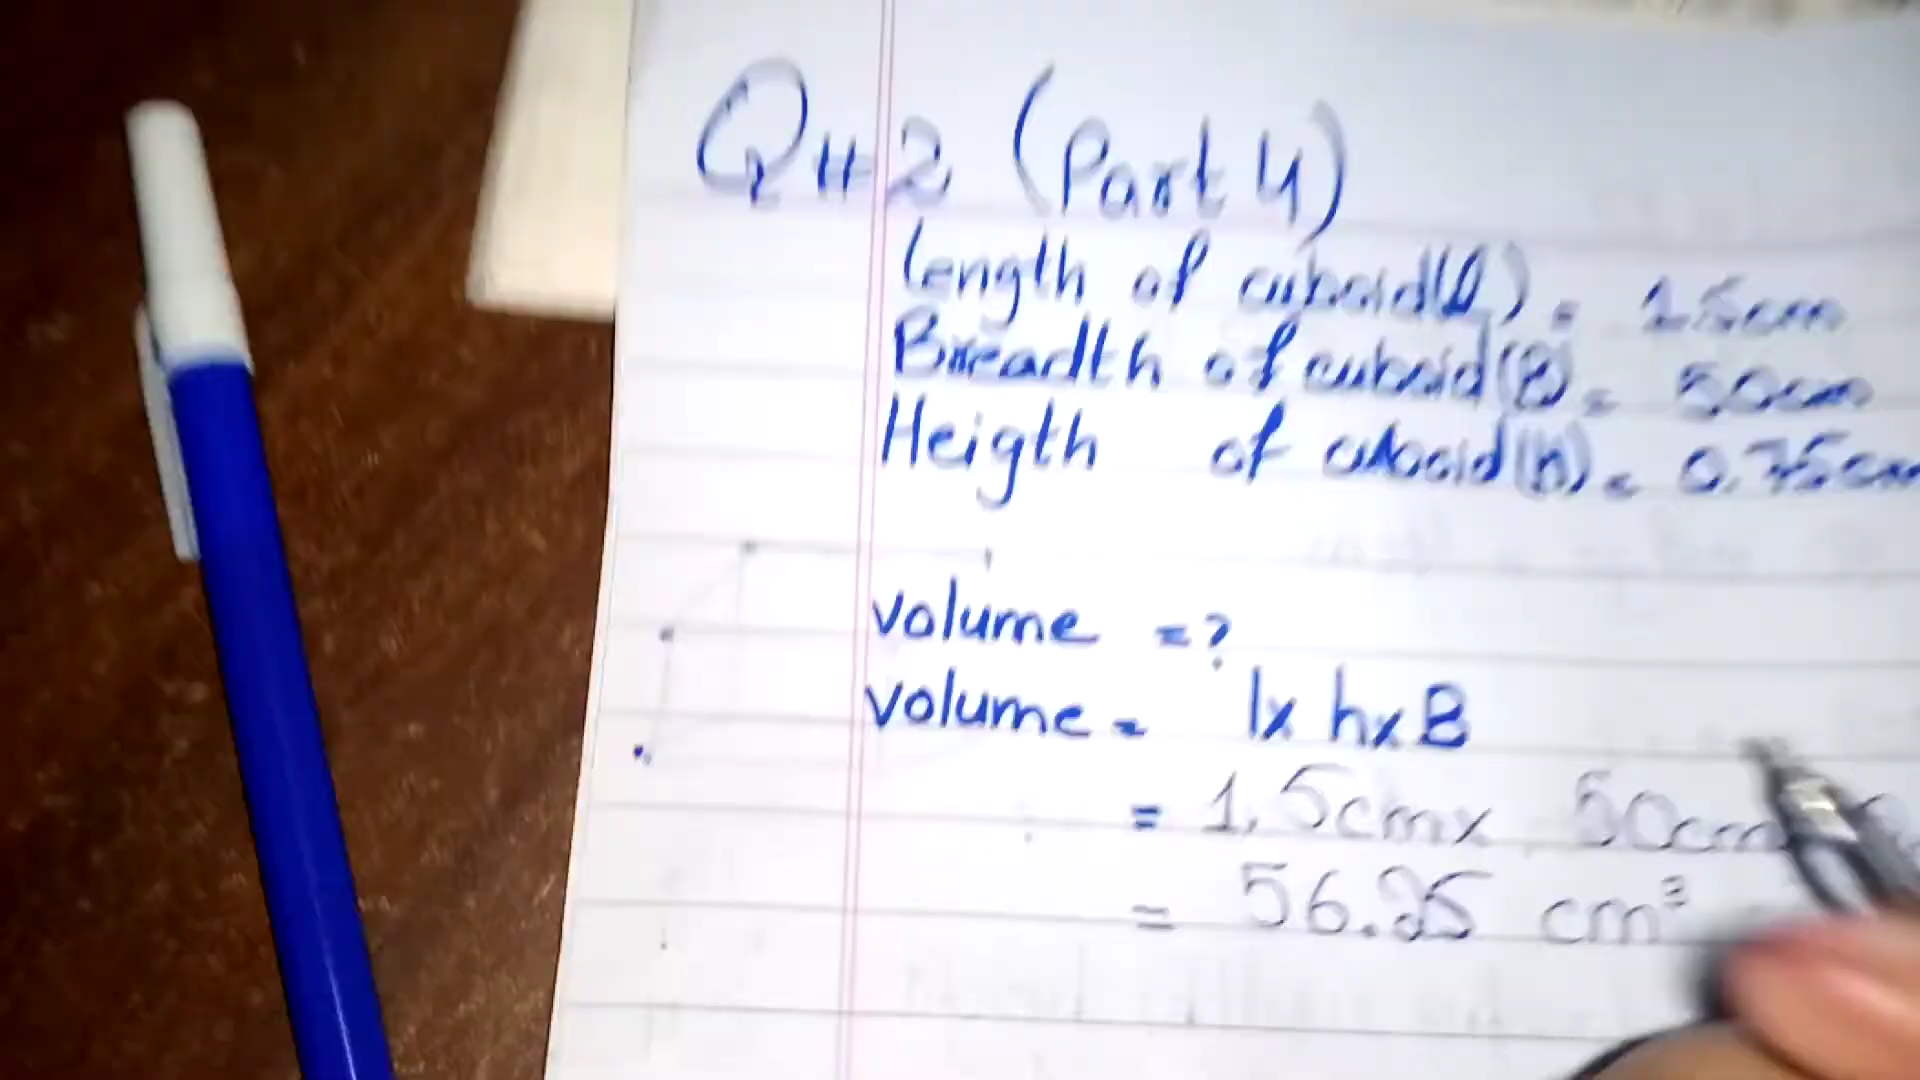 Q#2 (Part 4)
length of cuboid(l) = 1.5cm
Breadth of cuboid(B) = 50cm
Heigth of cuboid(h) = 0.75cm
volume = ?
volume = l x h x B
= 1.5cm x 50cm
= 56.25 cm³